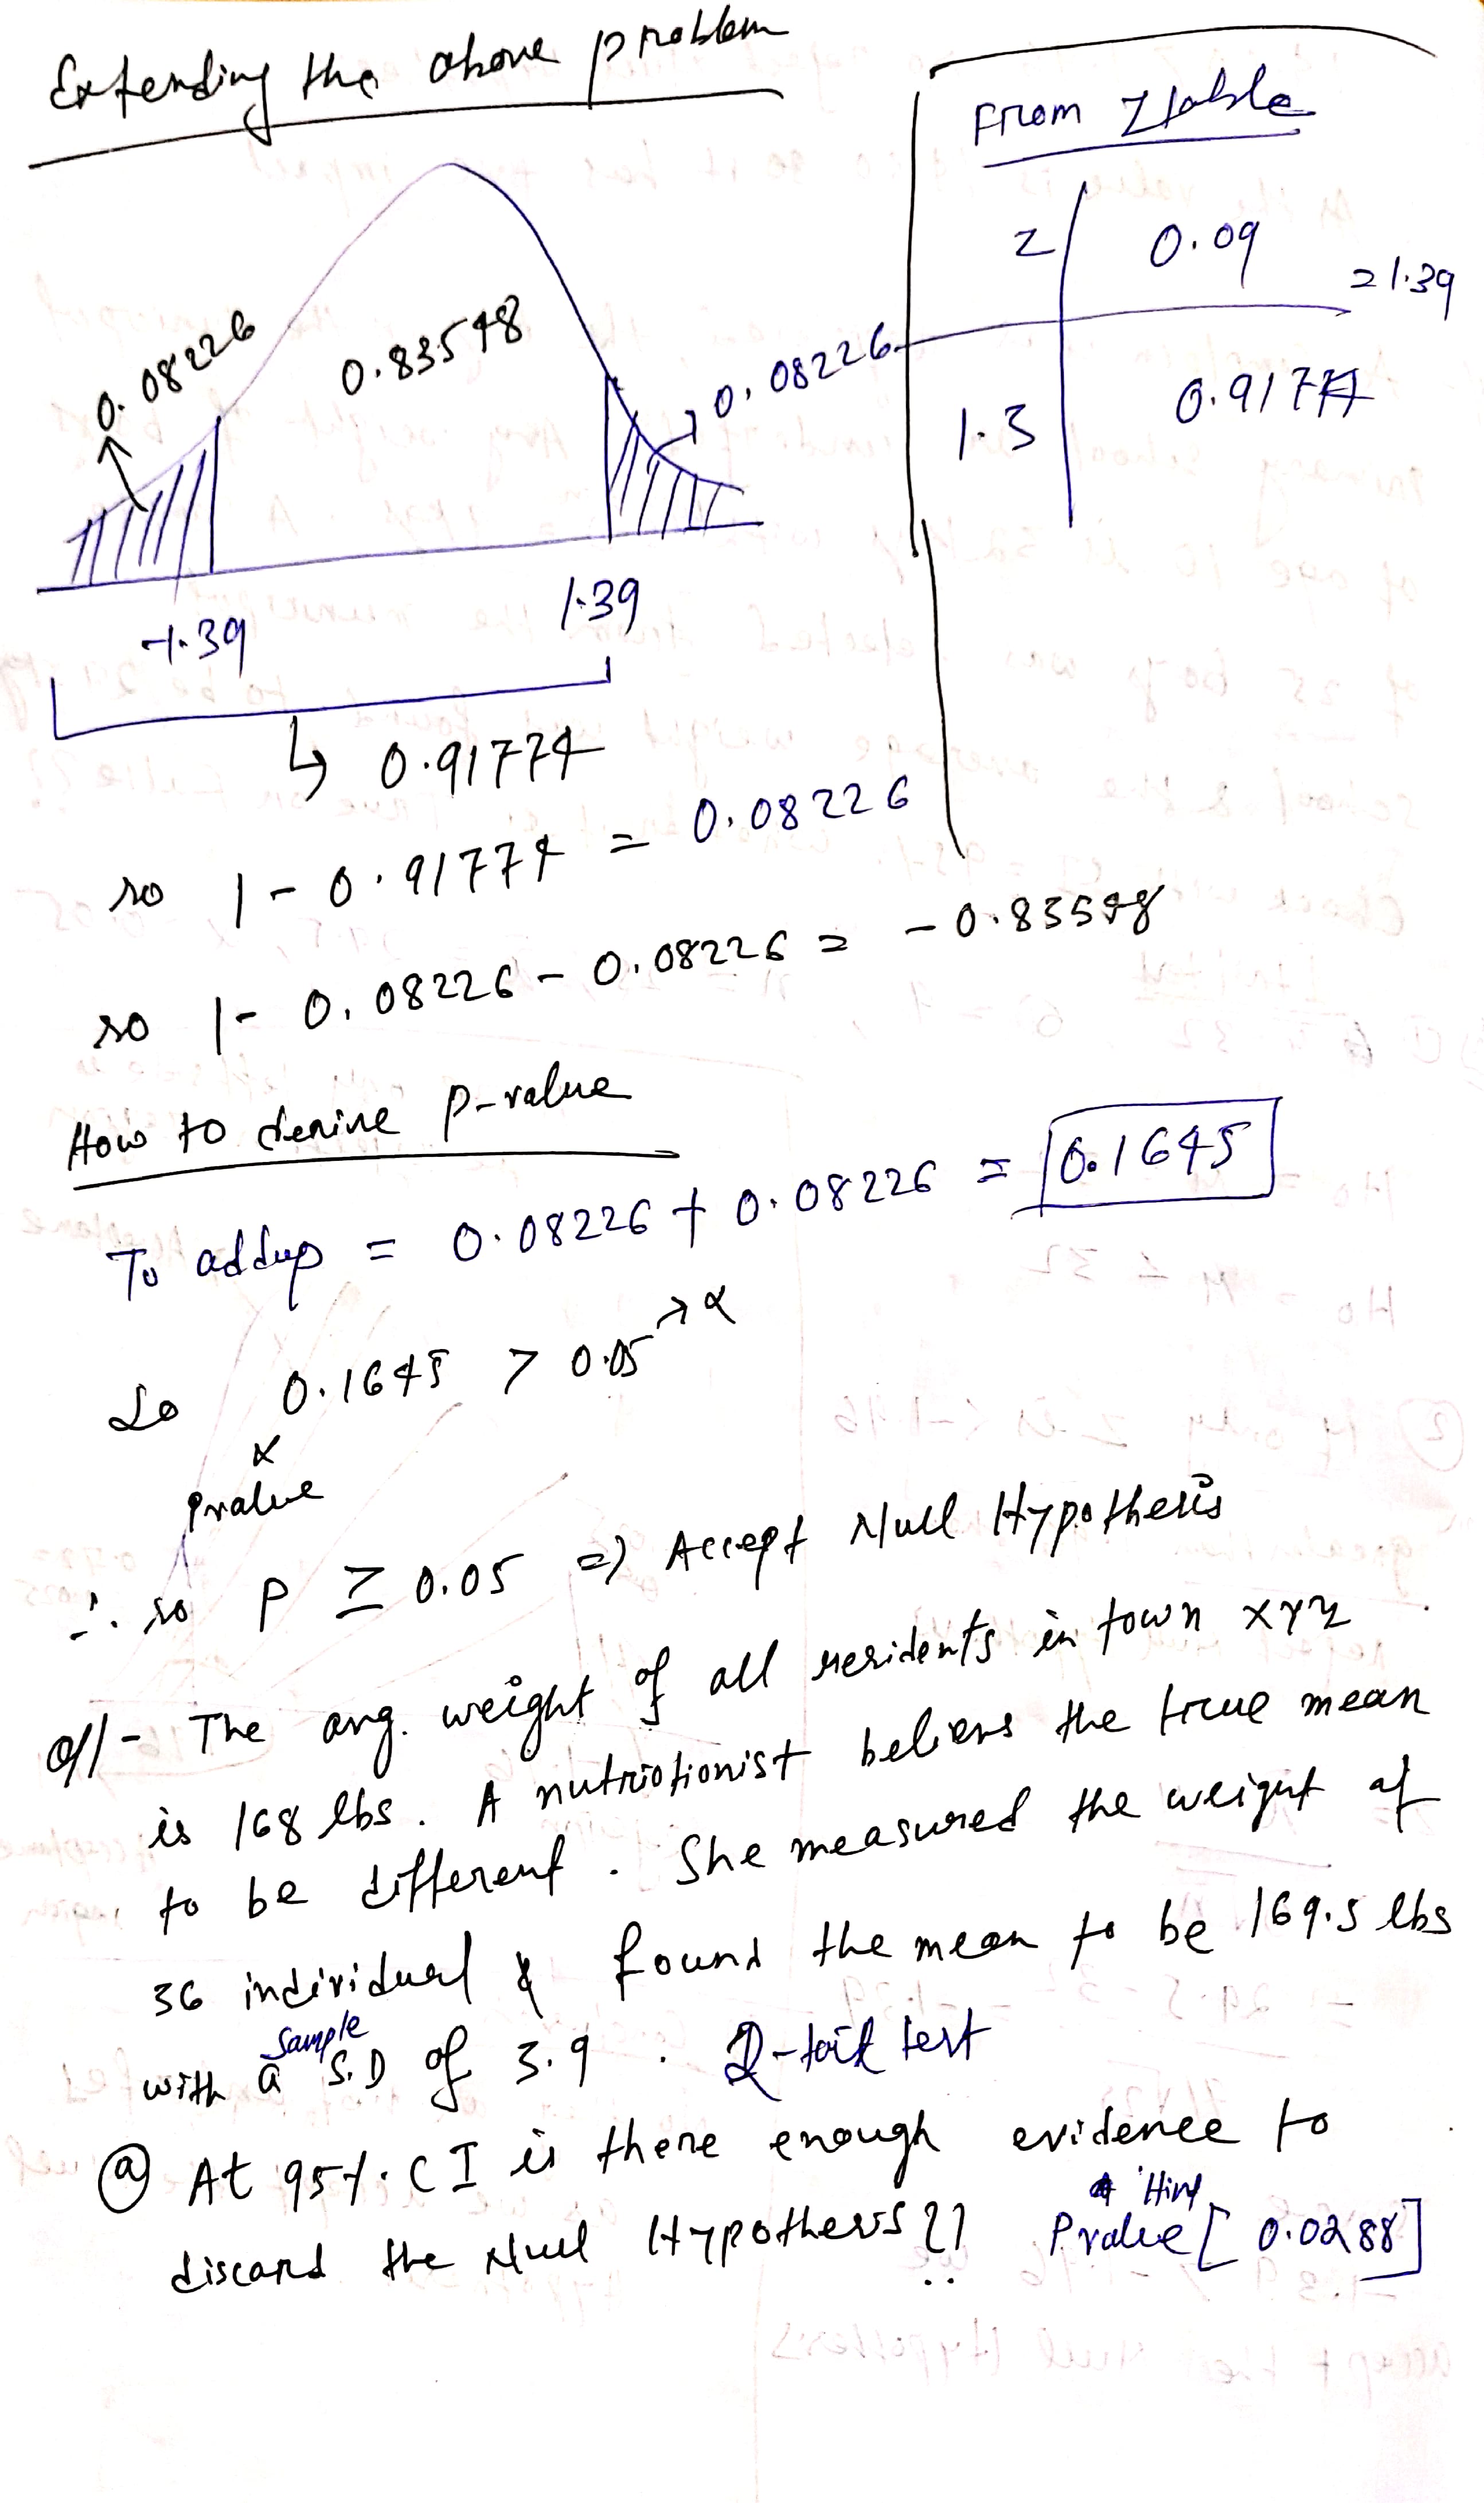 Extending the above problem
From Z table
z 0.09 = 1.39
1.3 0.91774
0.08226 0.83548 0.08226
-1.39 1.39
↳ 0.91774
so 1 - 0.91774 = 0.08226
so 1 - 0.08226 - 0.08226 = - 0.83548
How to derive p-value
To addup = 0.08226 + 0.08226 = 0.1645
So 0.1645 > 0.05 → α
Pvalue
∴ so P ≥ 0.05 ⇒ Accept Null Hypothesis
Q1- The avg. weight of all residents in town xyz
is 168 lbs. A nutriotionist believs the true mean
to be different. She measured the weight of
36 individual & found the mean to be 169.5 lbs
with a sample S.D of 3.9. 2-tail test
(a) At 95%. CI is there enough evidence to
discard the Null Hypothesis?? Hint Pvalue [0.0288]